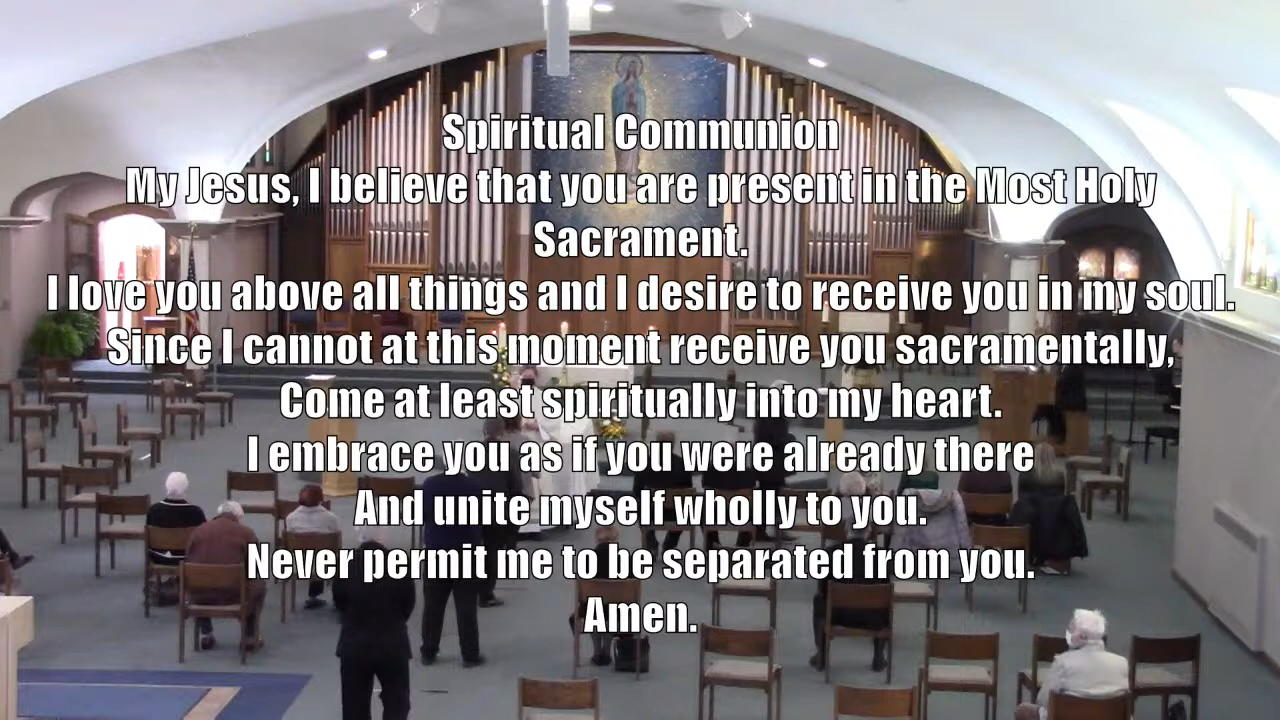 Spiritual Communion
My Jesus, I believe that you are present in the Most Holy
Sacrament.
I love you above all things and I desire to receive you in my soul.
Since I cannot at this moment receive you sacramentally,
Come at least spiritually into my heart.
I embrace you as if you were already there
And unite myself wholly to you.
Never permit me to be separated from you.
Amen.